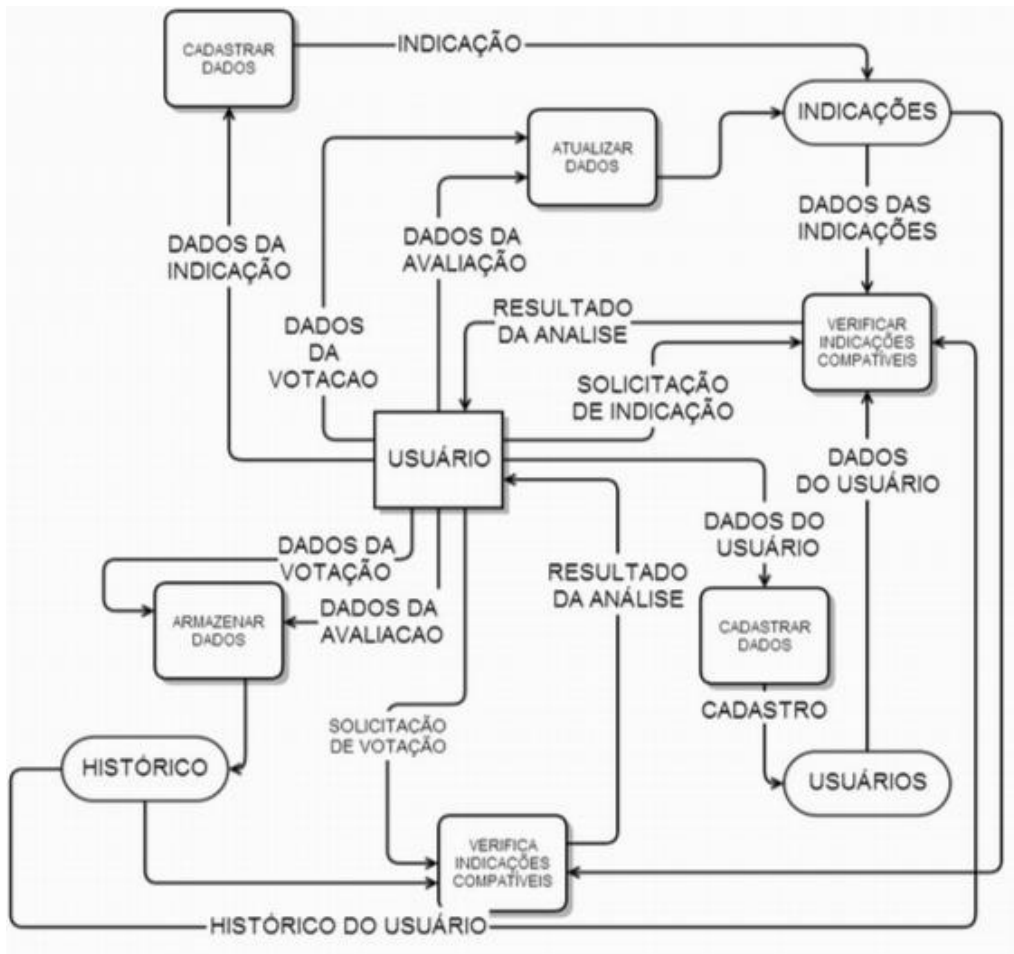 CADASTRAR
DADOS
INDICAÇÃO
INDICAÇÕES
ATUALIZAR
DADOS
DADOS DA
INDICAÇÃO
DADOS DA
AVALIAÇÃO
DADOS DAS
INDICAÇÕES
DADOS
DA
VOTACAO
RESULTADO
DA ANALISE
VERIFICAR
INDICAÇÕES
COMPATÍVEIS
SOLICITAÇÃO
DE INDICAÇÃO
USUÁRIO
DADOS
DO USUÁRIO
DADOS DO
USUÁRIO
DADOS DA
VOTAÇÃO
RESULTADO
DA ANÁLISE
ARMAZENAR
DADOS
DADOS DA
AVALIACAO
CADASTRAR
DADOS
CADASTRO
SOLICITAÇÃO
DE VOTAÇÃO
HISTÓRICO
USUÁRIOS
VERIFICA
INDICAÇÕES
COMPATÍVEIS
HISTÓRICO DO USUÁRIO